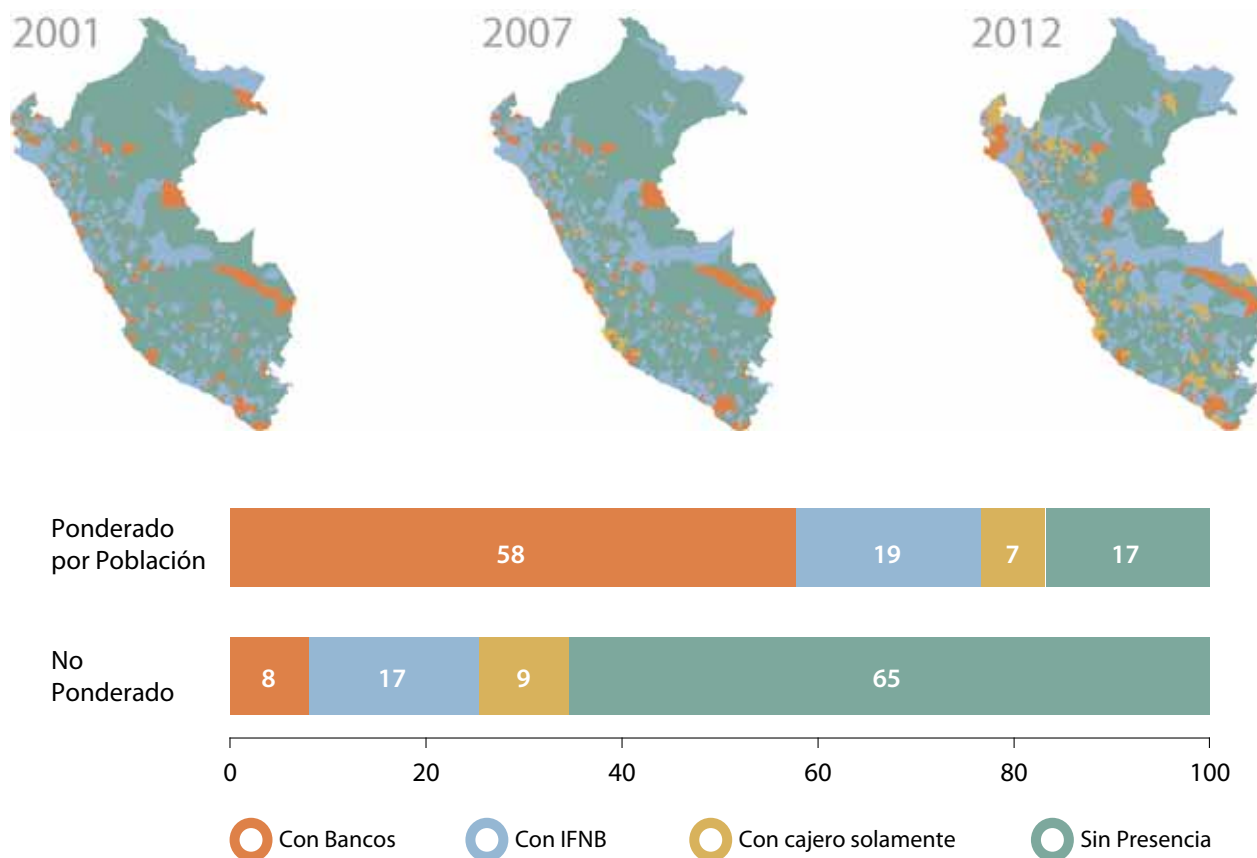 2001
2007
2012
Ponderado
por Población
58
19
7
17
No
Ponderado
8
17
9
65
0
20
40
60
80
100
Con Bancos
Con IFNB
Con cajero solamente
Sin Presencia